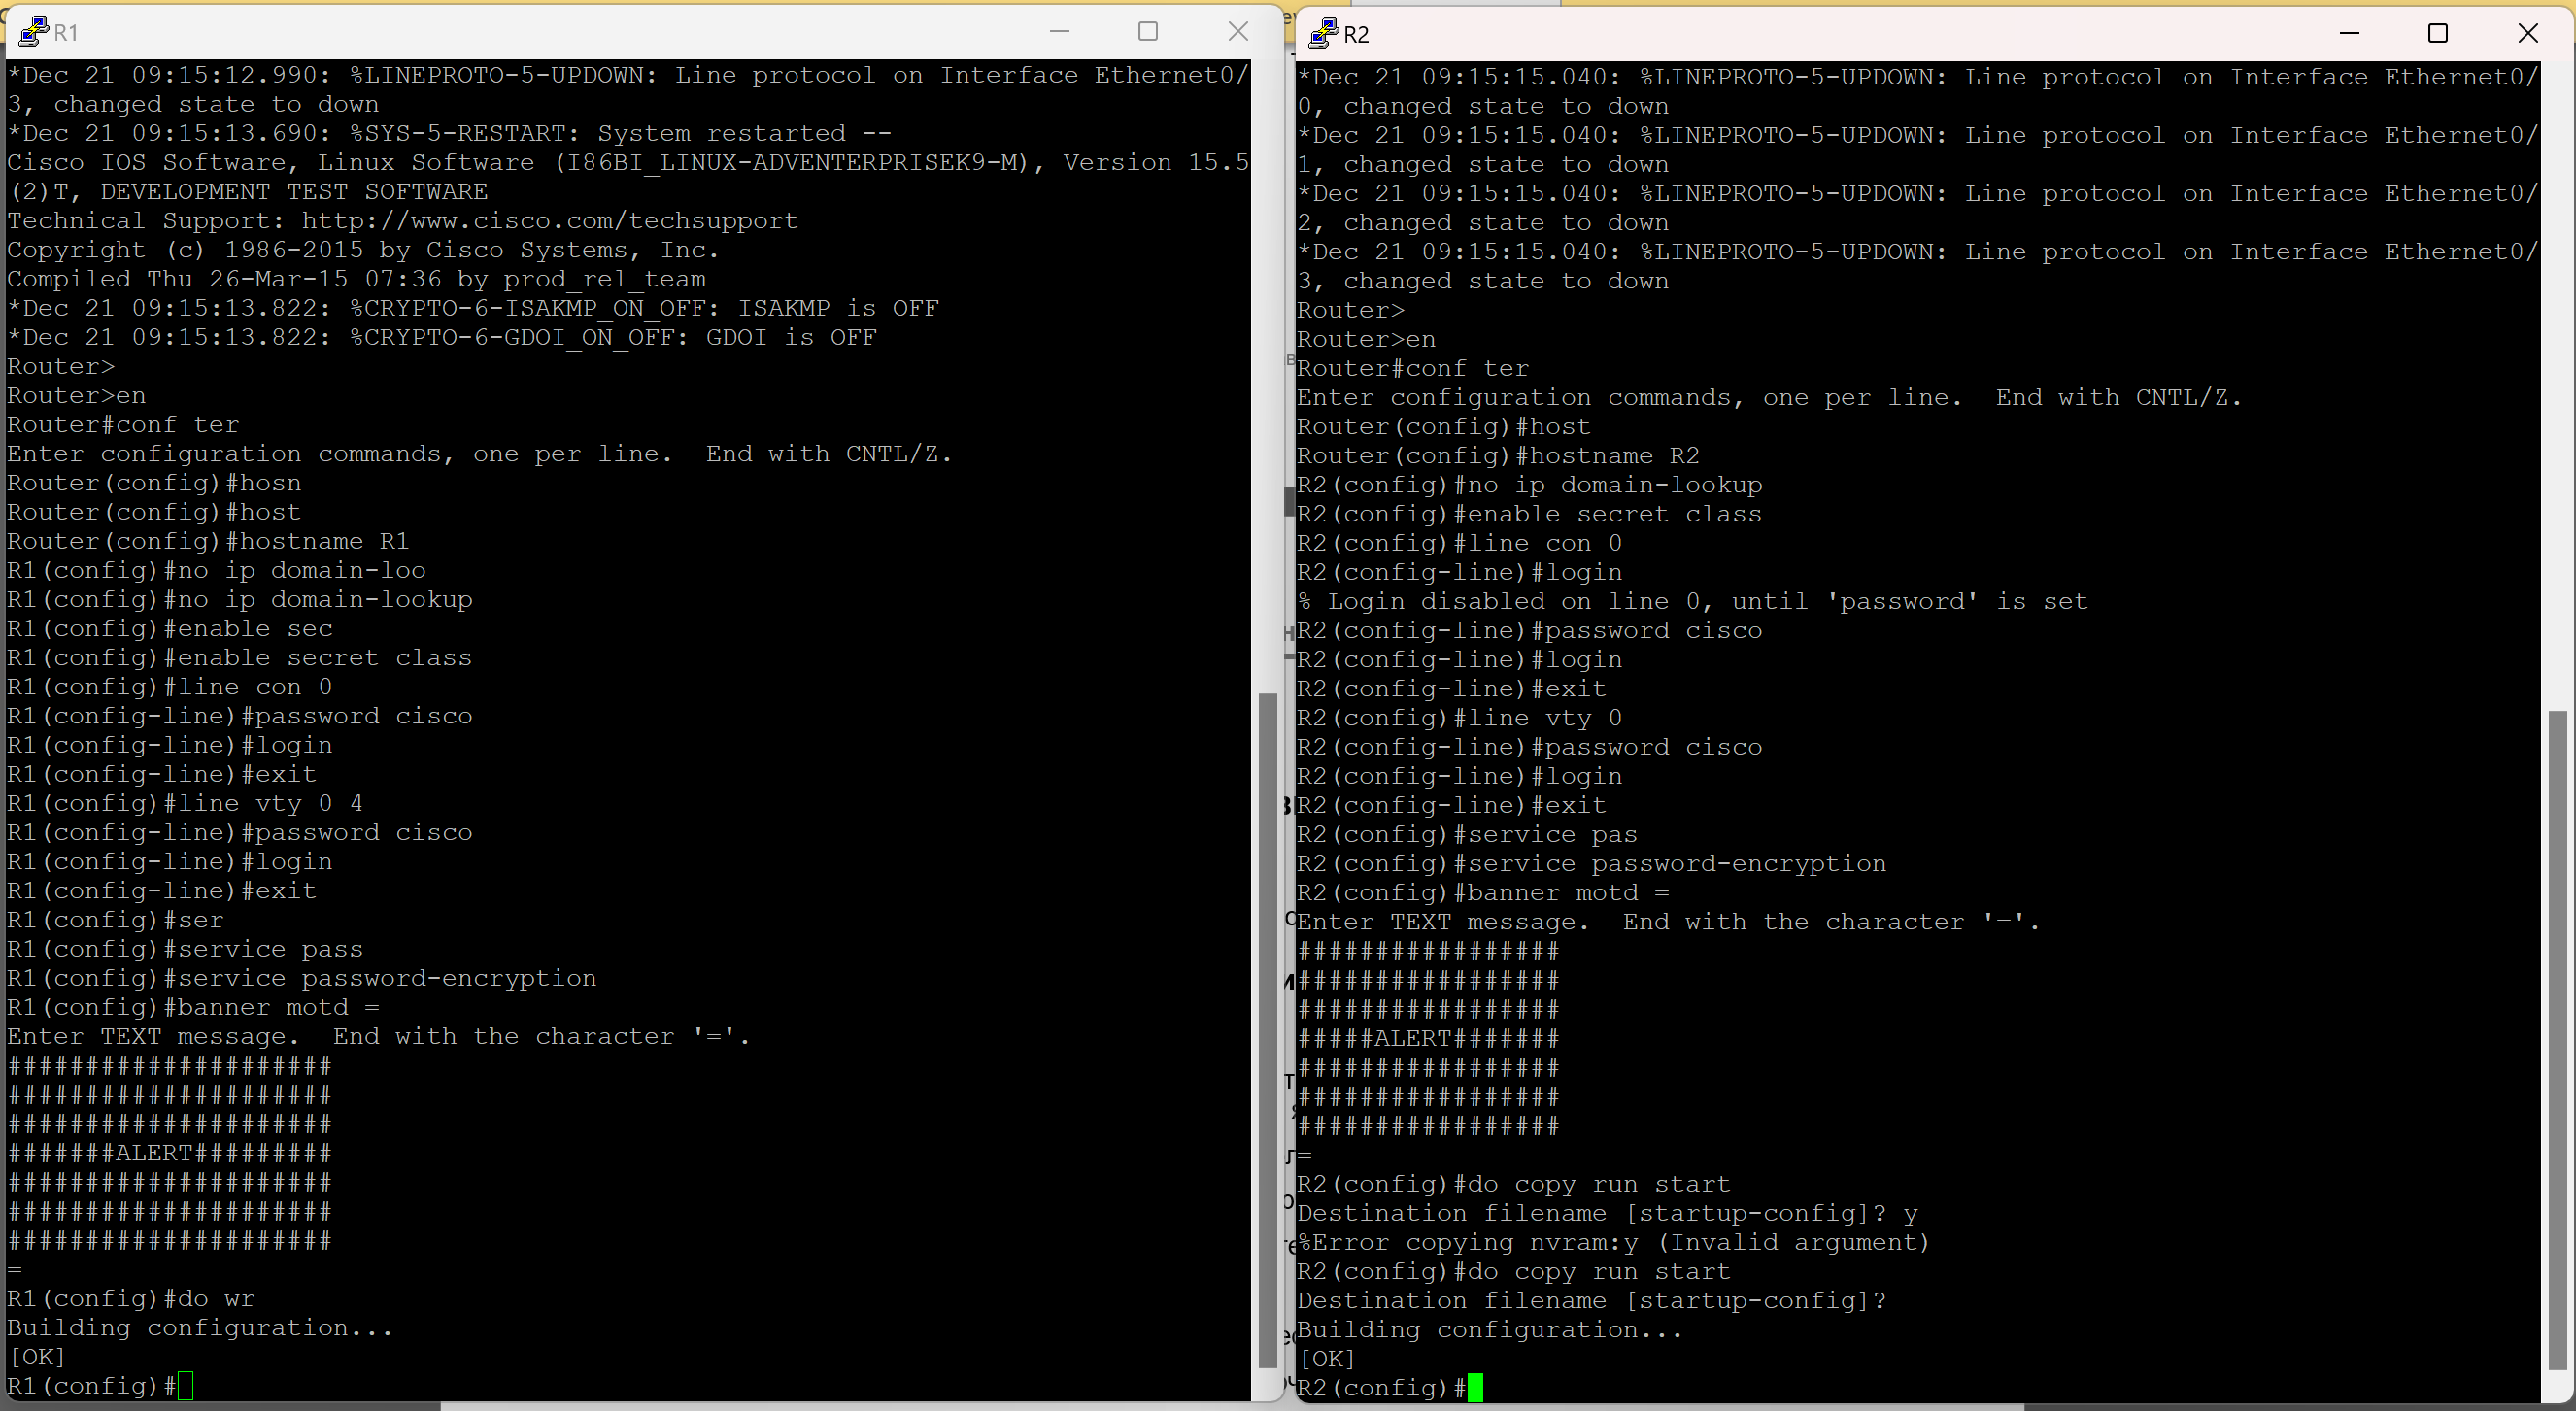 R1
*Dec 21 09:15:12.990: %LINEPROTO-5-UPDOWN: Line protocol on Interface Ethernet0/
3, changed state to down
*Dec 21 09:15:13.690: %SYS-5-RESTART: System restarted --
Cisco IOS Software, Linux Software (I86BI_LINUX-ADVENTERPRISEK9-M), Version 15.5
(2)T, DEVELOPMENT TEST SOFTWARE
Technical Support: http://www.cisco.com/techsupport
Copyright (c) 1986-2015 by Cisco Systems, Inc.
Compiled Thu 26-Mar-15 07:36 by prod_rel_team
*Dec 21 09:15:13.822: %CRYPTO-6-ISAKMP_ON_OFF: ISAKMP is OFF
*Dec 21 09:15:13.822: %CRYPTO-6-GDOI_ON_OFF: GDOI is OFF
Router>
Router>en
Router#conf ter
Enter configuration commands, one per line.  End with CNTL/Z.
Router(config)#hosn
Router(config)#host
Router(config)#hostname R1
R1(config)#no ip domain-loo
R1(config)#no ip domain-lookup
R1(config)#enable sec
R1(config)#enable secret class
R1(config)#line con 0
R1(config-line)#password cisco
R1(config-line)#login
R1(config-line)#exit
R1(config)#line vty 0 4
R1(config-line)#password cisco
R1(config-line)#login
R1(config-line)#exit
R1(config)#ser
R1(config)#service pass
R1(config)#service password-encryption
R1(config)#banner motd =
Enter TEXT message.  End with the character '='.
#####################
#####################
#####################
#######ALERT#########
#####################
#####################
#####################
=
R1(config)#do wr
Building configuration...
[OK]
R1(config)#
R2
*Dec 21 09:15:15.040: %LINEPROTO-5-UPDOWN: Line protocol on Interface Ethernet0/
0, changed state to down
*Dec 21 09:15:15.040: %LINEPROTO-5-UPDOWN: Line protocol on Interface Ethernet0/
1, changed state to down
*Dec 21 09:15:15.040: %LINEPROTO-5-UPDOWN: Line protocol on Interface Ethernet0/
2, changed state to down
*Dec 21 09:15:15.040: %LINEPROTO-5-UPDOWN: Line protocol on Interface Ethernet0/
3, changed state to down
Router>
Router>en
Router#conf ter
Enter configuration commands, one per line.  End with CNTL/Z.
Router(config)#host
Router(config)#hostname R2
R2(config)#no ip domain-lookup
R2(config)#enable secret class
R2(config)#line con 0
R2(config-line)#login
% Login disabled on line 0, until 'password' is set
R2(config-line)#password cisco
R2(config-line)#login
R2(config-line)#exit
R2(config)#line vty 0
R2(config-line)#password cisco
R2(config-line)#login
R2(config-line)#exit
R2(config)#service pas
R2(config)#service password-encryption
R2(config)#banner motd =
Enter TEXT message.  End with the character '='.
#################
#################
#################
#####ALERT#######
#################
#################
#################
=
R2(config)#do copy run start
Destination filename [startup-config]? y
%Error copying nvram:y (Invalid argument)
R2(config)#do copy run start
Destination filename [startup-config]?
Building configuration...
[OK]
R2(config)#